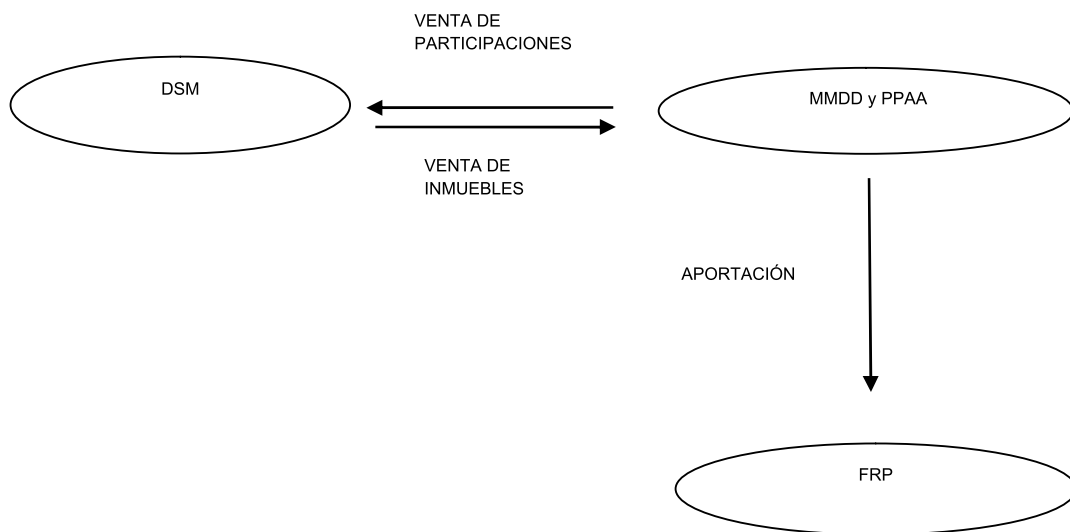 VENTA DE
PARTICIPACIONES
DSM
MMDD y PPAA
VENTA DE
INMUEBLES
APORTACIÓN
FRP